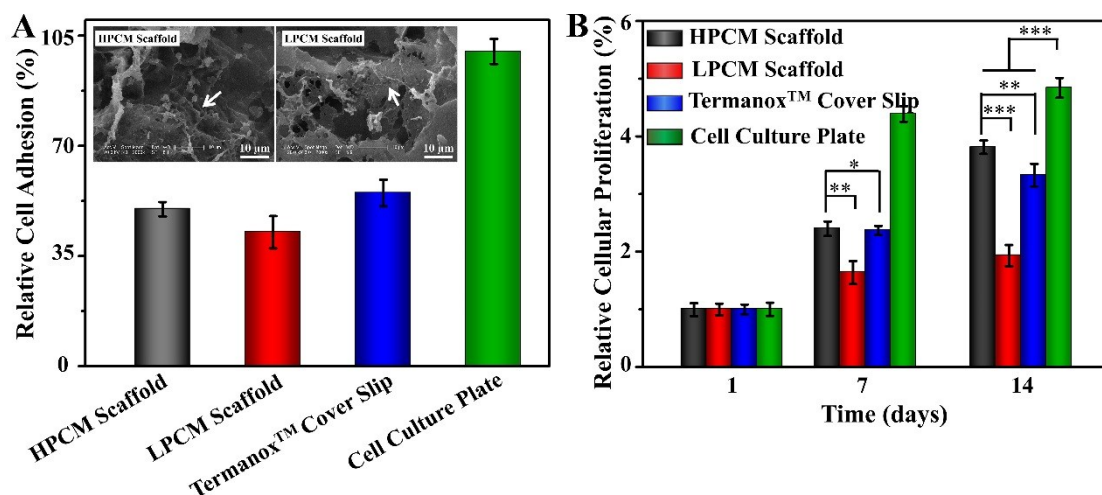 A
Relative Cell Adhesion (%)
105
70
35
0
HPCM Scaffold
LPCM Scaffold
10 µm
10 µm
HPCM Scaffold
LPCM Scaffold
Termanox™ Cover Slip
Cell Culture Plate
B
Relative Cellular Proliferation (%)
6
4
2
0
HPCM Scaffold
LPCM Scaffold
Termanox™ Cover Slip
Cell Culture Plate
**
*
***
**
***
1
7
14
Time (days)